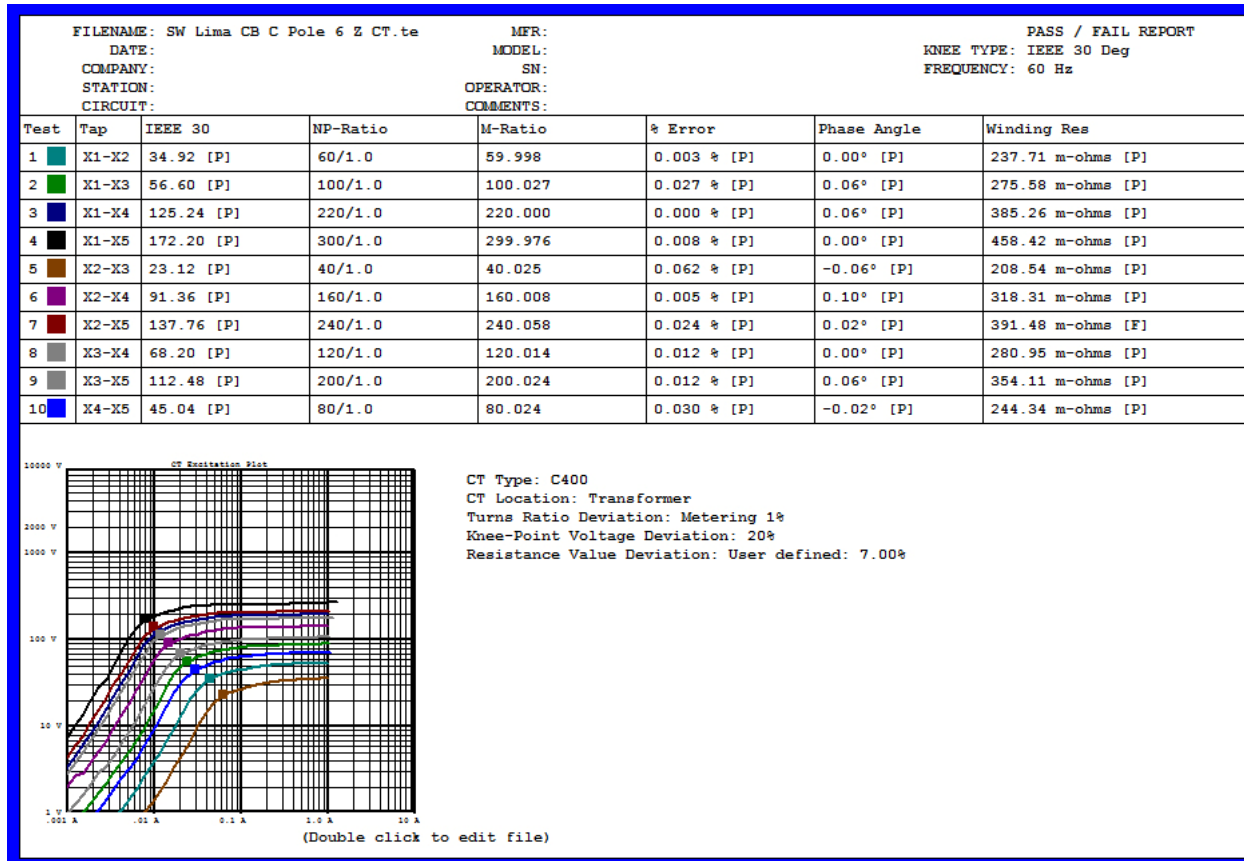 FILENAME: SW Lima CB C Pole 6 Z CT.te MFR: PASS / FAIL REPORT
DATE: MODEL: KNEE TYPE: IEEE 30 Deg
COMPANY: SN: FREQUENCY: 60 Hz
STATION: OPERATOR:
CIRCUIT: COMMENTS:
Test Tap IEEE 30 NP-Ratio M-Ratio % Error Phase Angle Winding Res
1 X1-X2 34.92 [P] 60/1.0 59.998 0.003 % [P] 0.00° [P] 237.71 m-ohms [P]
2 X1-X3 56.60 [P] 100/1.0 100.027 0.027 % [P] 0.06° [P] 275.58 m-ohms [P]
3 X1-X4 125.24 [P] 220/1.0 220.000 0.000 % [P] 0.06° [P] 385.26 m-ohms [P]
4 X1-X5 172.20 [P] 300/1.0 299.976 0.008 % [P] 0.00° [P] 458.42 m-ohms [P]
5 X2-X3 23.12 [P] 40/1.0 40.025 0.062 % [P] -0.06° [P] 208.54 m-ohms [P]
6 X2-X4 91.36 [P] 160/1.0 160.008 0.005 % [P] 0.10° [P] 318.31 m-ohms [P]
7 X2-X5 137.76 [P] 240/1.0 240.058 0.024 % [P] 0.02° [P] 391.48 m-ohms [F]
8 X3-X4 68.20 [P] 120/1.0 120.014 0.012 % [P] 0.00° [P] 280.95 m-ohms [P]
9 X3-X5 112.48 [P] 200/1.0 200.024 0.012 % [P] 0.06° [P] 354.11 m-ohms [P]
10 X4-X5 45.04 [P] 80/1.0 80.024 0.030 % [P] -0.02° [P] 244.34 m-ohms [P]
CT Excitation Plot
10000 V
2000 V
1000 V
100 V
10 V
1 V
.001 A .01 A 0.1 A 1.0 A 10 A
CT Type: C400
CT Location: Transformer
Turns Ratio Deviation: Metering 1%
Knee-Point Voltage Deviation: 20%
Resistance Value Deviation: User defined: 7.00%
(Double click to edit file)